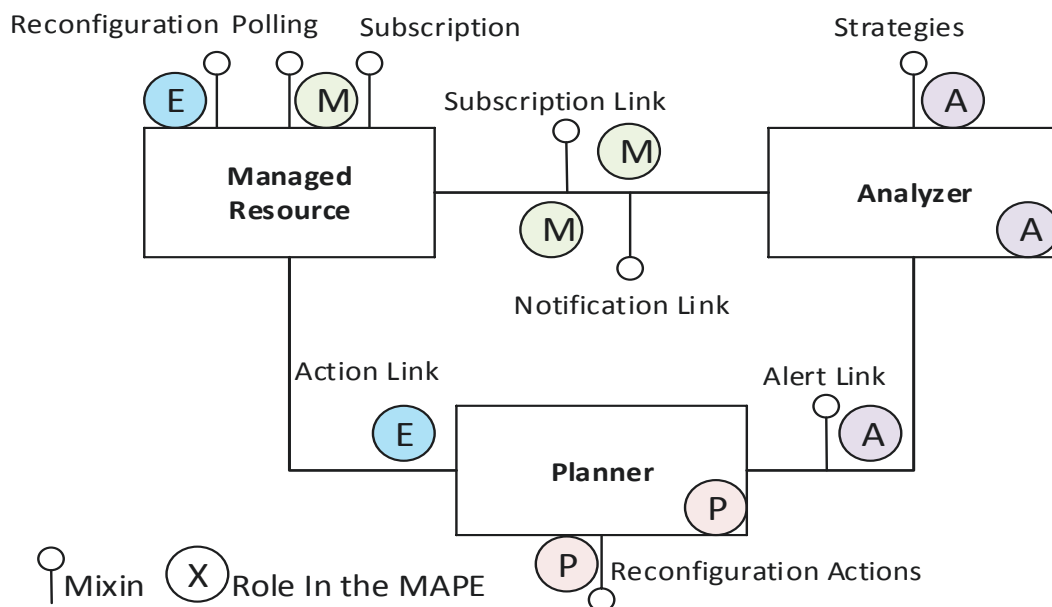 Reconfiguration Polling Subscription
Strategies
E
M
A
Subscription Link
M
Managed
Resource
Analyzer
M
A
Notification Link
Action Link
Alert Link
E
A
Planner
P
P
Reconfiguration Actions
Mixin
X
Role In the MAPE